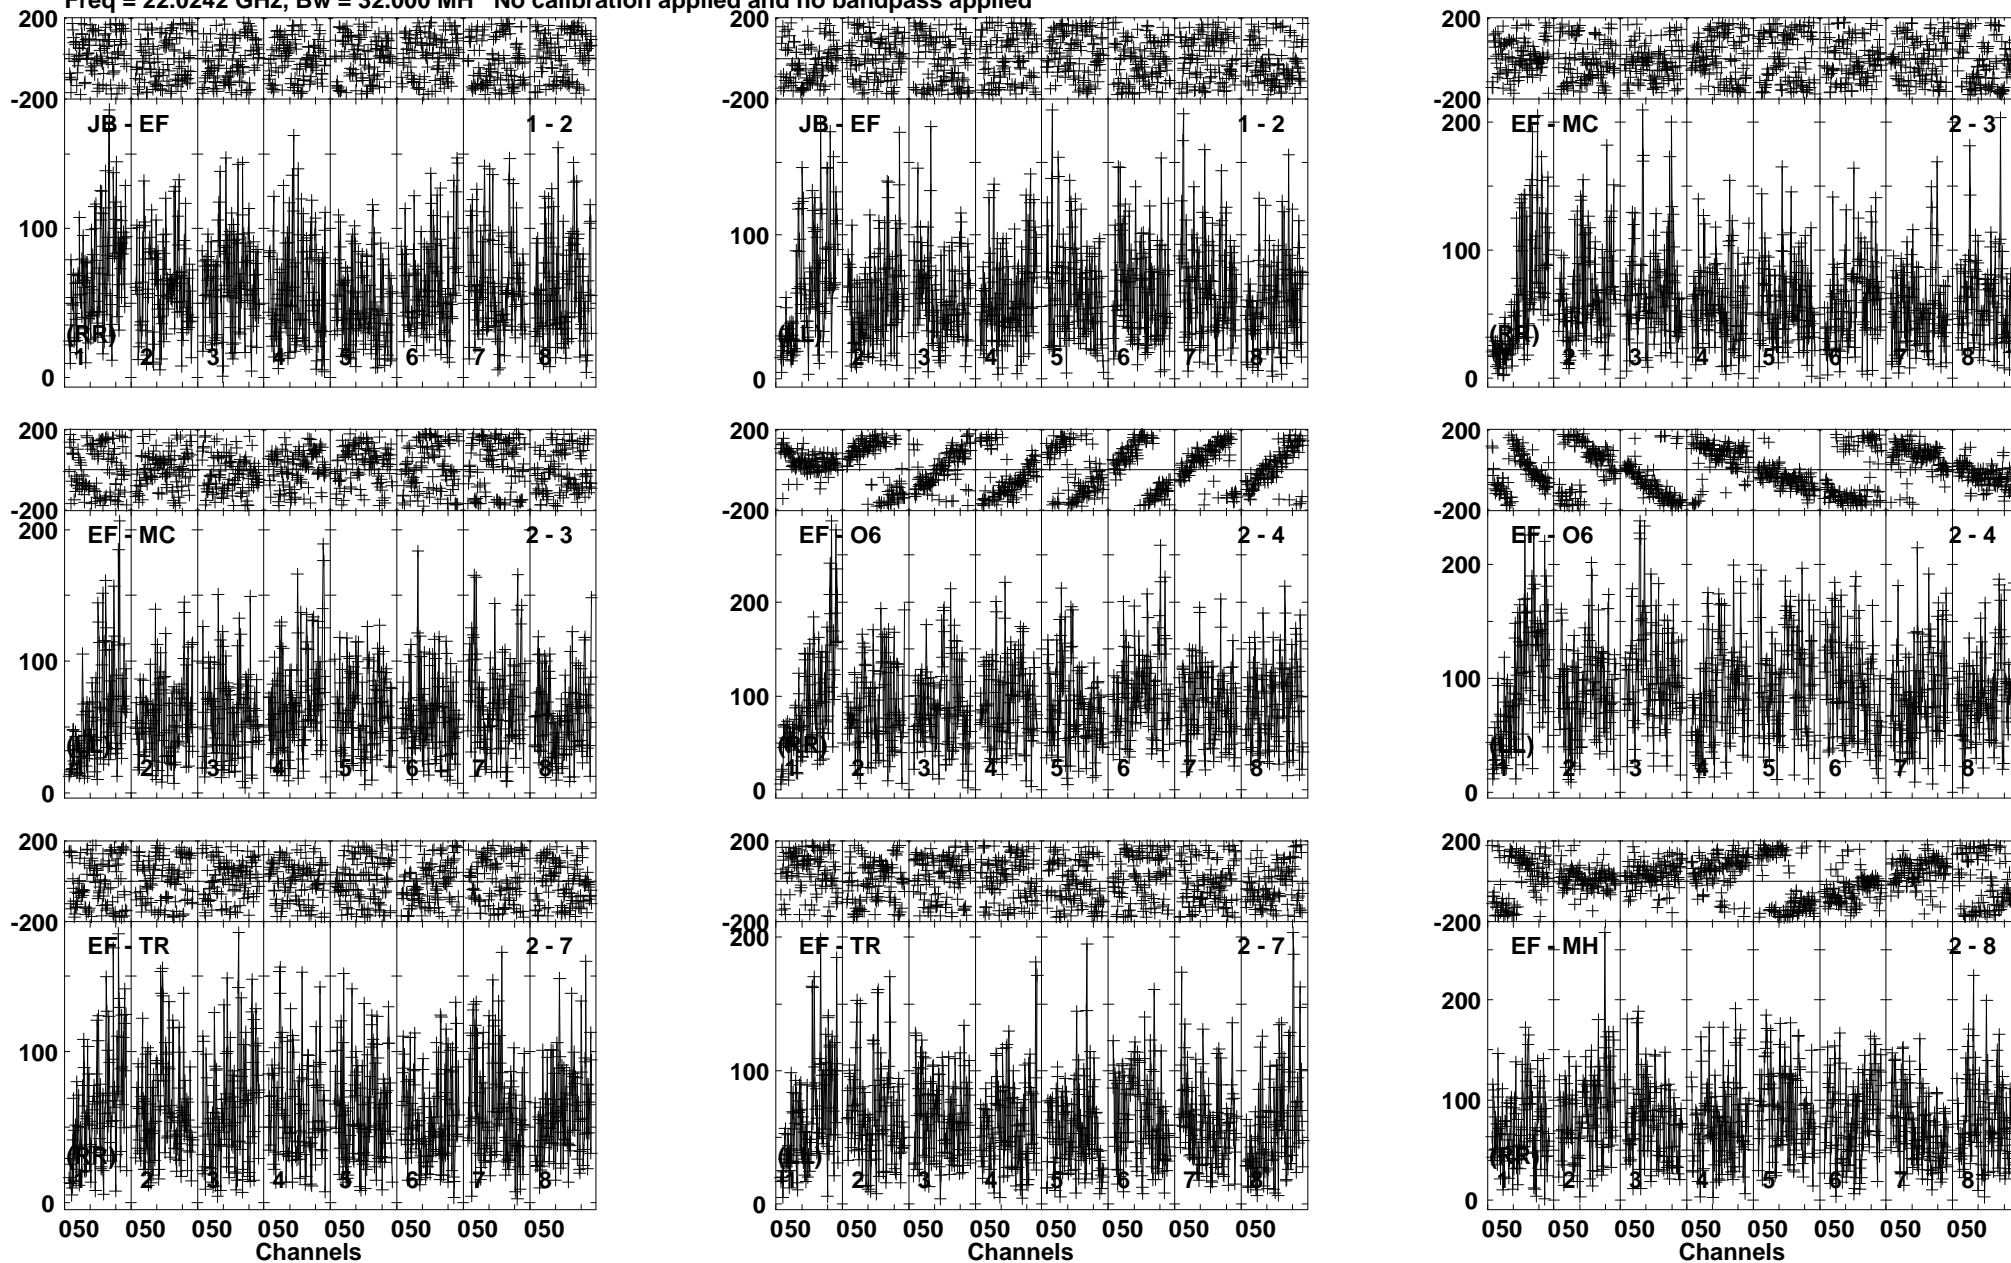 Freq = 22.0242 GHz, Bw = 32.000 MH No calibration applied and no bandpass applied
200 200 200
-200 -200 -200
JB - EF 1 - 2 JB - EF 1 - 2 EF - MC 2 - 3
200
100 100 100
(RR) (LL) (RR)
1 2 3 4 5 6 7 8 1 2 3 4 5 6 7 8 1 2 3 4 5 6 7 8
0 0 0
200 200 200
-200 -200 -200
EF - MC 2 - 3 EF - O6 2 - 4 EF - O6 2 - 4
200 200 200
100 100 100
(LL) (RR) (LL)
1 2 3 4 5 6 7 8 1 2 3 4 5 6 7 8 1 2 3 4 5 6 7 8
0 0 0
200 200 200
-200 -200 -200
EF - TR 2 - 7 EF - TR 2 - 7 EF - MH 2 - 8
200 200
100 100 100
(RR) (LL) (RR)
1 2 3 4 5 6 7 8 1 2 3 4 5 6 7 8 1 2 3 4 5 6 7 8
0 0 0
050 050 050 050 050 050 050 050 050 050 050 050 050 050 050 050 050 050 050 050 050 050 050 050
Channels Channels Channels